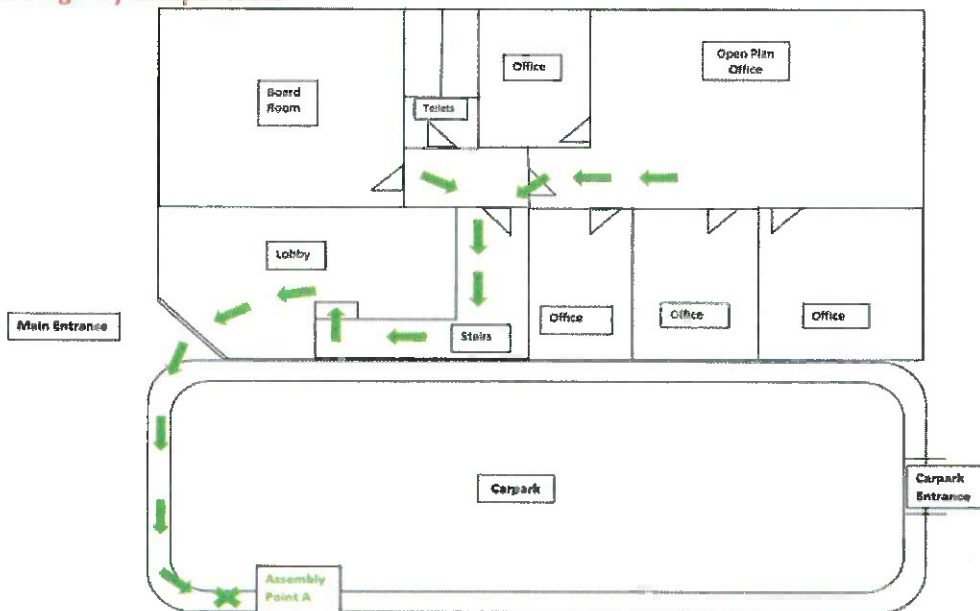 Board
Room
Toilets
Office
Open Plan
Office
Lobby
Main Entrance
Stairs
Office
Office
Office
Carpark
Carpark
Entrance
Assembly
Point A